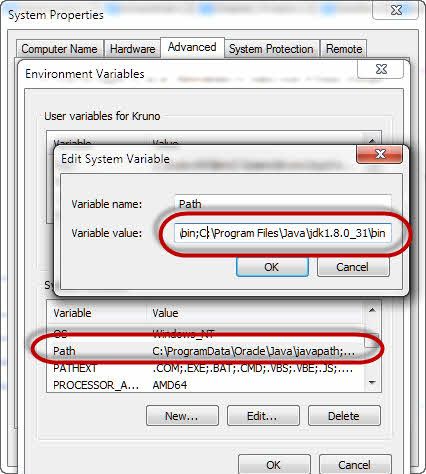 System Properties
Computer Name Hardware Advanced System Protection Remote
Environment Variables
User variables for Kruno
Variable Value
Edit System Variable
Variable name: Path
Variable value: \bin;C:\Program Files\Java\jdk1.8.0_31\bin
OK Cancel
Variable Value
OS Windows_NT
Path C:\ProgramData\Oracle\Java\javapath;...
PATHEXT .COM;.EXE;.BAT;.CMD;.VBS;.VBE;.JS;....
PROCESSOR_A... AMD64
New... Edit... Delete
OK Cancel